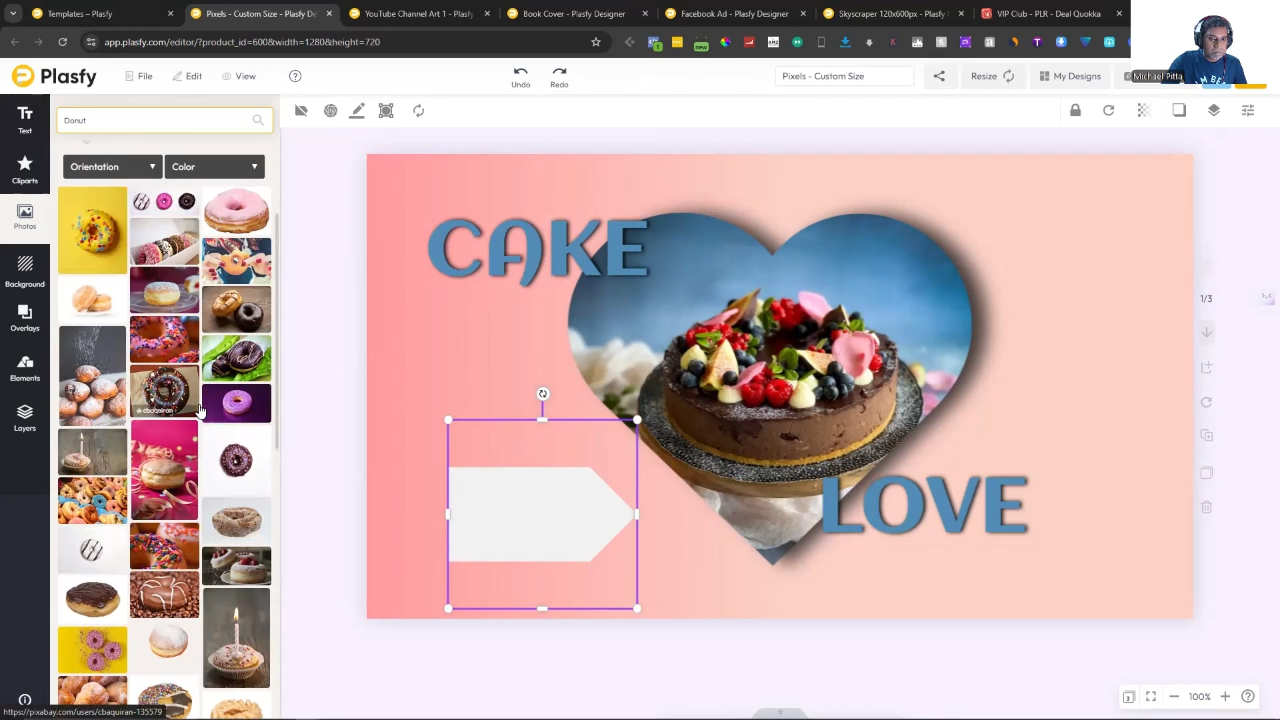 Templates - Plasfy
Pixels - Custom Size - Plasfy De
YouTube Channel Art 1 - Plasfy
Book Cover - Plasfy Designer
Facebook Ad - Plasfy Designer
Skyscraper 120x600px - Plasfy
VIP Club - PLR - Deal Quokka
app.plasfy.com/editor/?product_id=600&width=1280&height=720
Michael Pitta
Plasfy
File
Edit
View
Undo
Redo
Pixels - Custom Size
Resize
My Designs
Text
Cliparts
Photos
Background
Overlays
Elements
Layers
Donut
Orientation
Color
cbaquiran
CAKE
LOVE
1/3
100%
https://pixabay.com/users/cbaquiran-135579